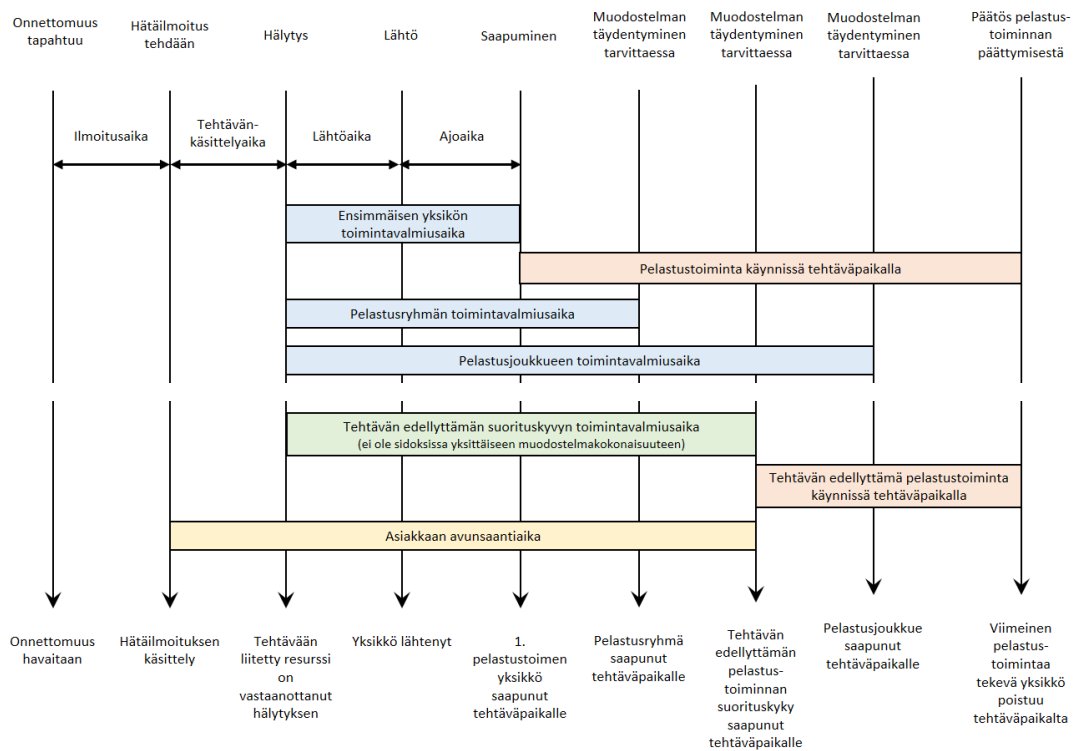 Onnettomuus
tapahtuu
Hätäilmoitus
tehdään
Hälytys
Lähtö
Saapuminen
Muodostelman
täydentyminen
tarvittaessa
Muodostelman
täydentyminen
tarvittaessa
Muodostelman
täydentyminen
tarvittaessa
Päätös pelastus-
toiminnan
päättymisestä
Ilmoitusaika
Tehtävän-
käsittelyaika
Lähtöaika
Ajoaika
Ensimmäisen yksikön
toimintavalmiusaika
Pelastustoiminta käynnissä tehtäväpaikalla
Pelastusryhmän toimintavalmiusaika
Pelastusjoukkueen toimintavalmiusaika
Tehtävän edellyttämän suorituskyvyn toimintavalmiusaika
(ei ole sidoksissa yksittäiseen muodostelmakokonaisuuteen)
Tehtävän edellyttämä pelastustoiminta
käynnissä tehtäväpaikalla
Asiakkaan avunsaantiaika
Onnettomuus
havaitaan
Hätäilmoituksen
käsittely
Tehtävään
liitetty resurssi
on
vastaanottanut
hälytyksen
Yksikkö lähtenyt
1.
pelastustoimen
yksikkö
saapunut
tehtäväpaikalle
Pelastusryhmä
saapunut
tehtäväpaikalle
Tehtävän
edellyttämän
pelastus-
toiminnan
suorituskyky
saapunut
tehtäväpaikalle
Pelastusjoukkue
saapunut
tehtäväpaikalle
Viimeinen
pelastus-
toimintaa
tekevä yksikkö
poistuu
tehtäväpaikalta